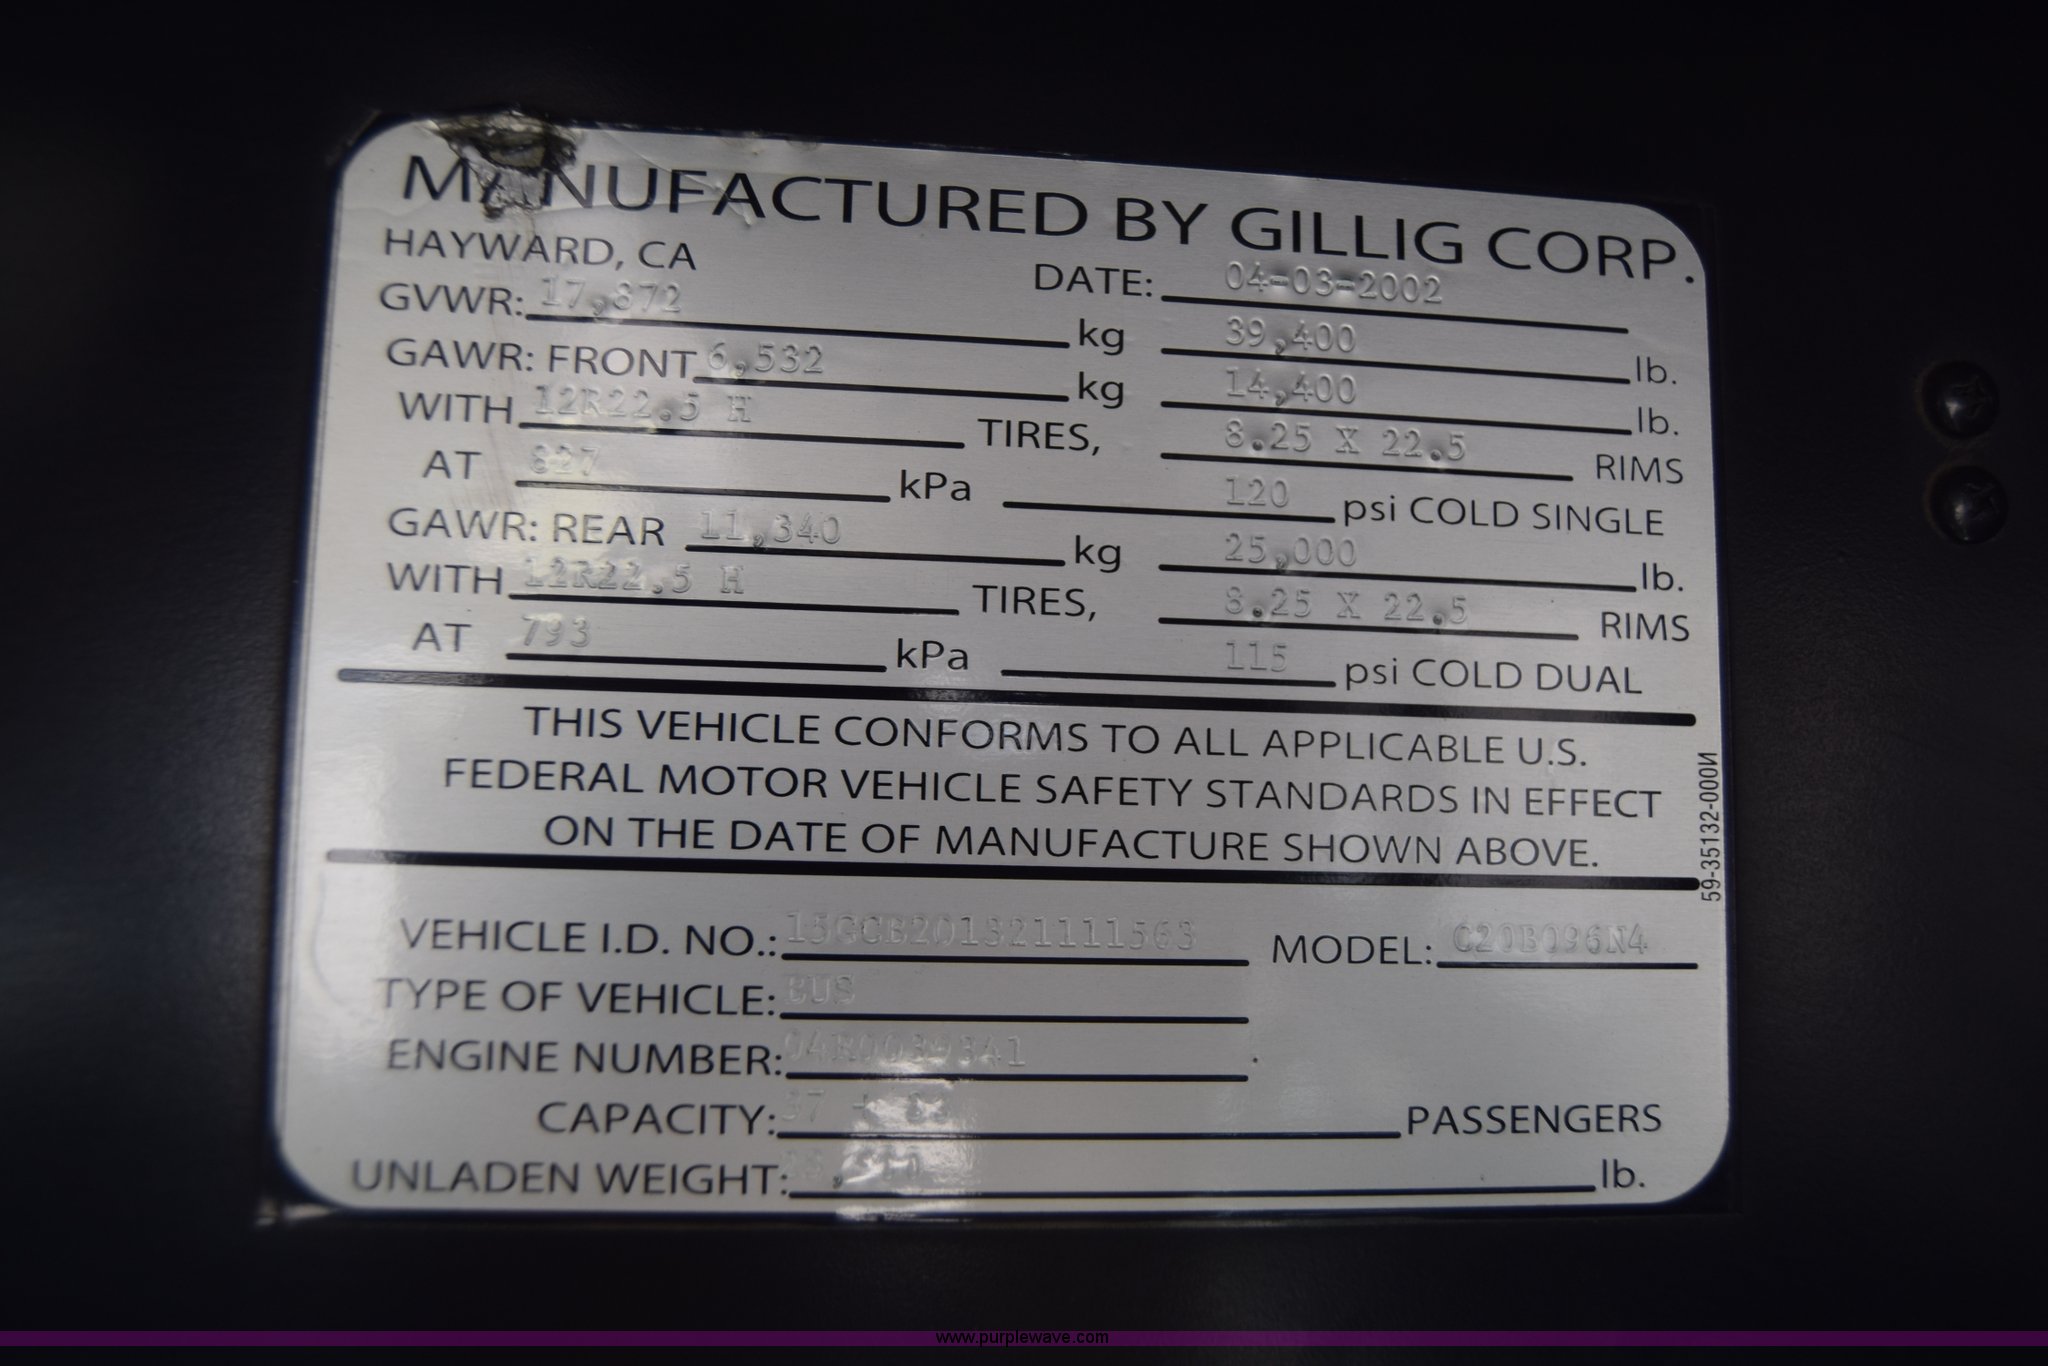 MANUFACTURED BY GILLIG CORP.
HAYWARD, CA DATE: 04-03-2002
GVWR: 17,872 kg 39,400 lb.
GAWR: FRONT 6,532 kg 14,400 lb.
WITH 12R22.5 H TIRES, 8.25 X 22.5 RIMS
AT 827 kPa 120 psi COLD SINGLE
GAWR: REAR 11,340 kg 25,000 lb.
WITH 12R22.5 H TIRES, 8.25 X 22.5 RIMS
AT 793 kPa 115 psi COLD DUAL
THIS VEHICLE CONFORMS TO ALL APPLICABLE U.S.
FEDERAL MOTOR VEHICLE SAFETY STANDARDS IN EFFECT
ON THE DATE OF MANUFACTURE SHOWN ABOVE.
59-35132-000N
VEHICLE I.D. NO.: 15GCB201321111563 MODEL: C20B096N4
TYPE OF VEHICLE: BUS
ENGINE NUMBER: 04R0039341
CAPACITY: 37 + PASSENGERS
UNLADEN WEIGHT: lb.
www.purplewave.com